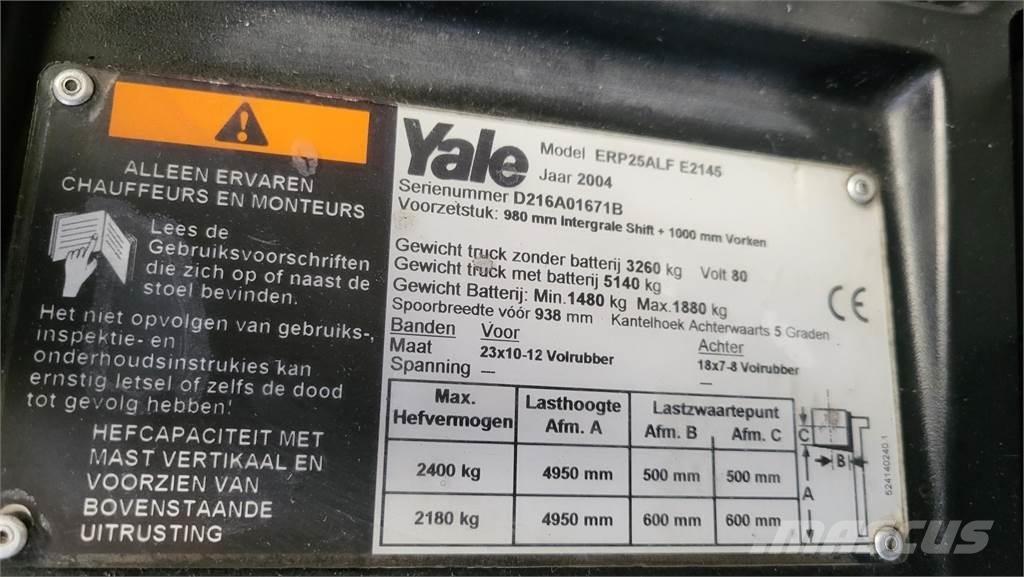 ALLEEN ERVAREN
CHAUFFEURS EN MONTEURS
Lees de
Gebruiksvoorschriften
die zich op of naast de
stoel bevinden.
Het niet opvolgen van gebruiks-,
inspektie- en
onderhoudsinstrukies kan
ernstig letsel of zelfs de dood
tot gevolg hebben!
HEFCAPACITEIT MET
MAST VERTIKAAL EN
VOORZIEN VAN
BOVENSTAANDE
UITRUSTING
Yale
Model ERP25ALF E2145
Jaar 2004
Serienummer D216A01671B
Voorzetstuk: 980 mm Intergrale Shift + 1000 mm Vorken
Gewicht truck zonder batterij 3260 kg Volt 80
Gewicht truck met batterij 5140 kg
Gewicht Batterij: Min.1480 kg Max.1880 kg
Spoorbreedte vóór 938 mm Kantelhoek Achterwaarts 5 Graden
CE
Banden Voor Achter
Maat 23x10-12 Volrubber 18x7-8 Volrubber
Spanning — —
Max. Hefvermogen Lasthoogte Afm. A Lastzwaartepunt Afm. B Afm. C
2400 kg 4950 mm 500 mm 500 mm
2180 kg 4950 mm 600 mm 600 mm
C
B
A
524140240.1
MASCUS